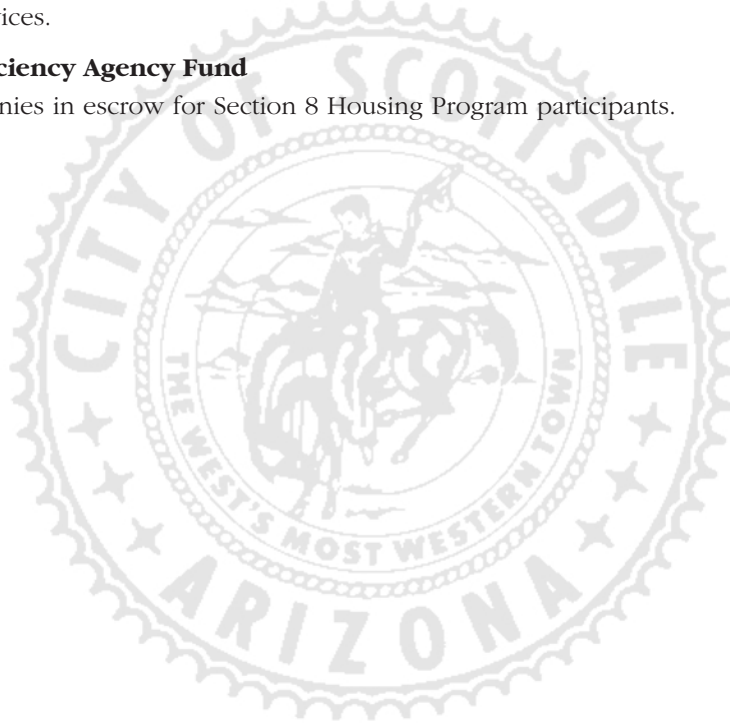 vices.
ciency Agency Fund
nies in escrow for Section 8 Housing Program participants.
CITY OF SCOTTSDALE
THE WEST'S MOST WESTERN TOWN
ARIZONA